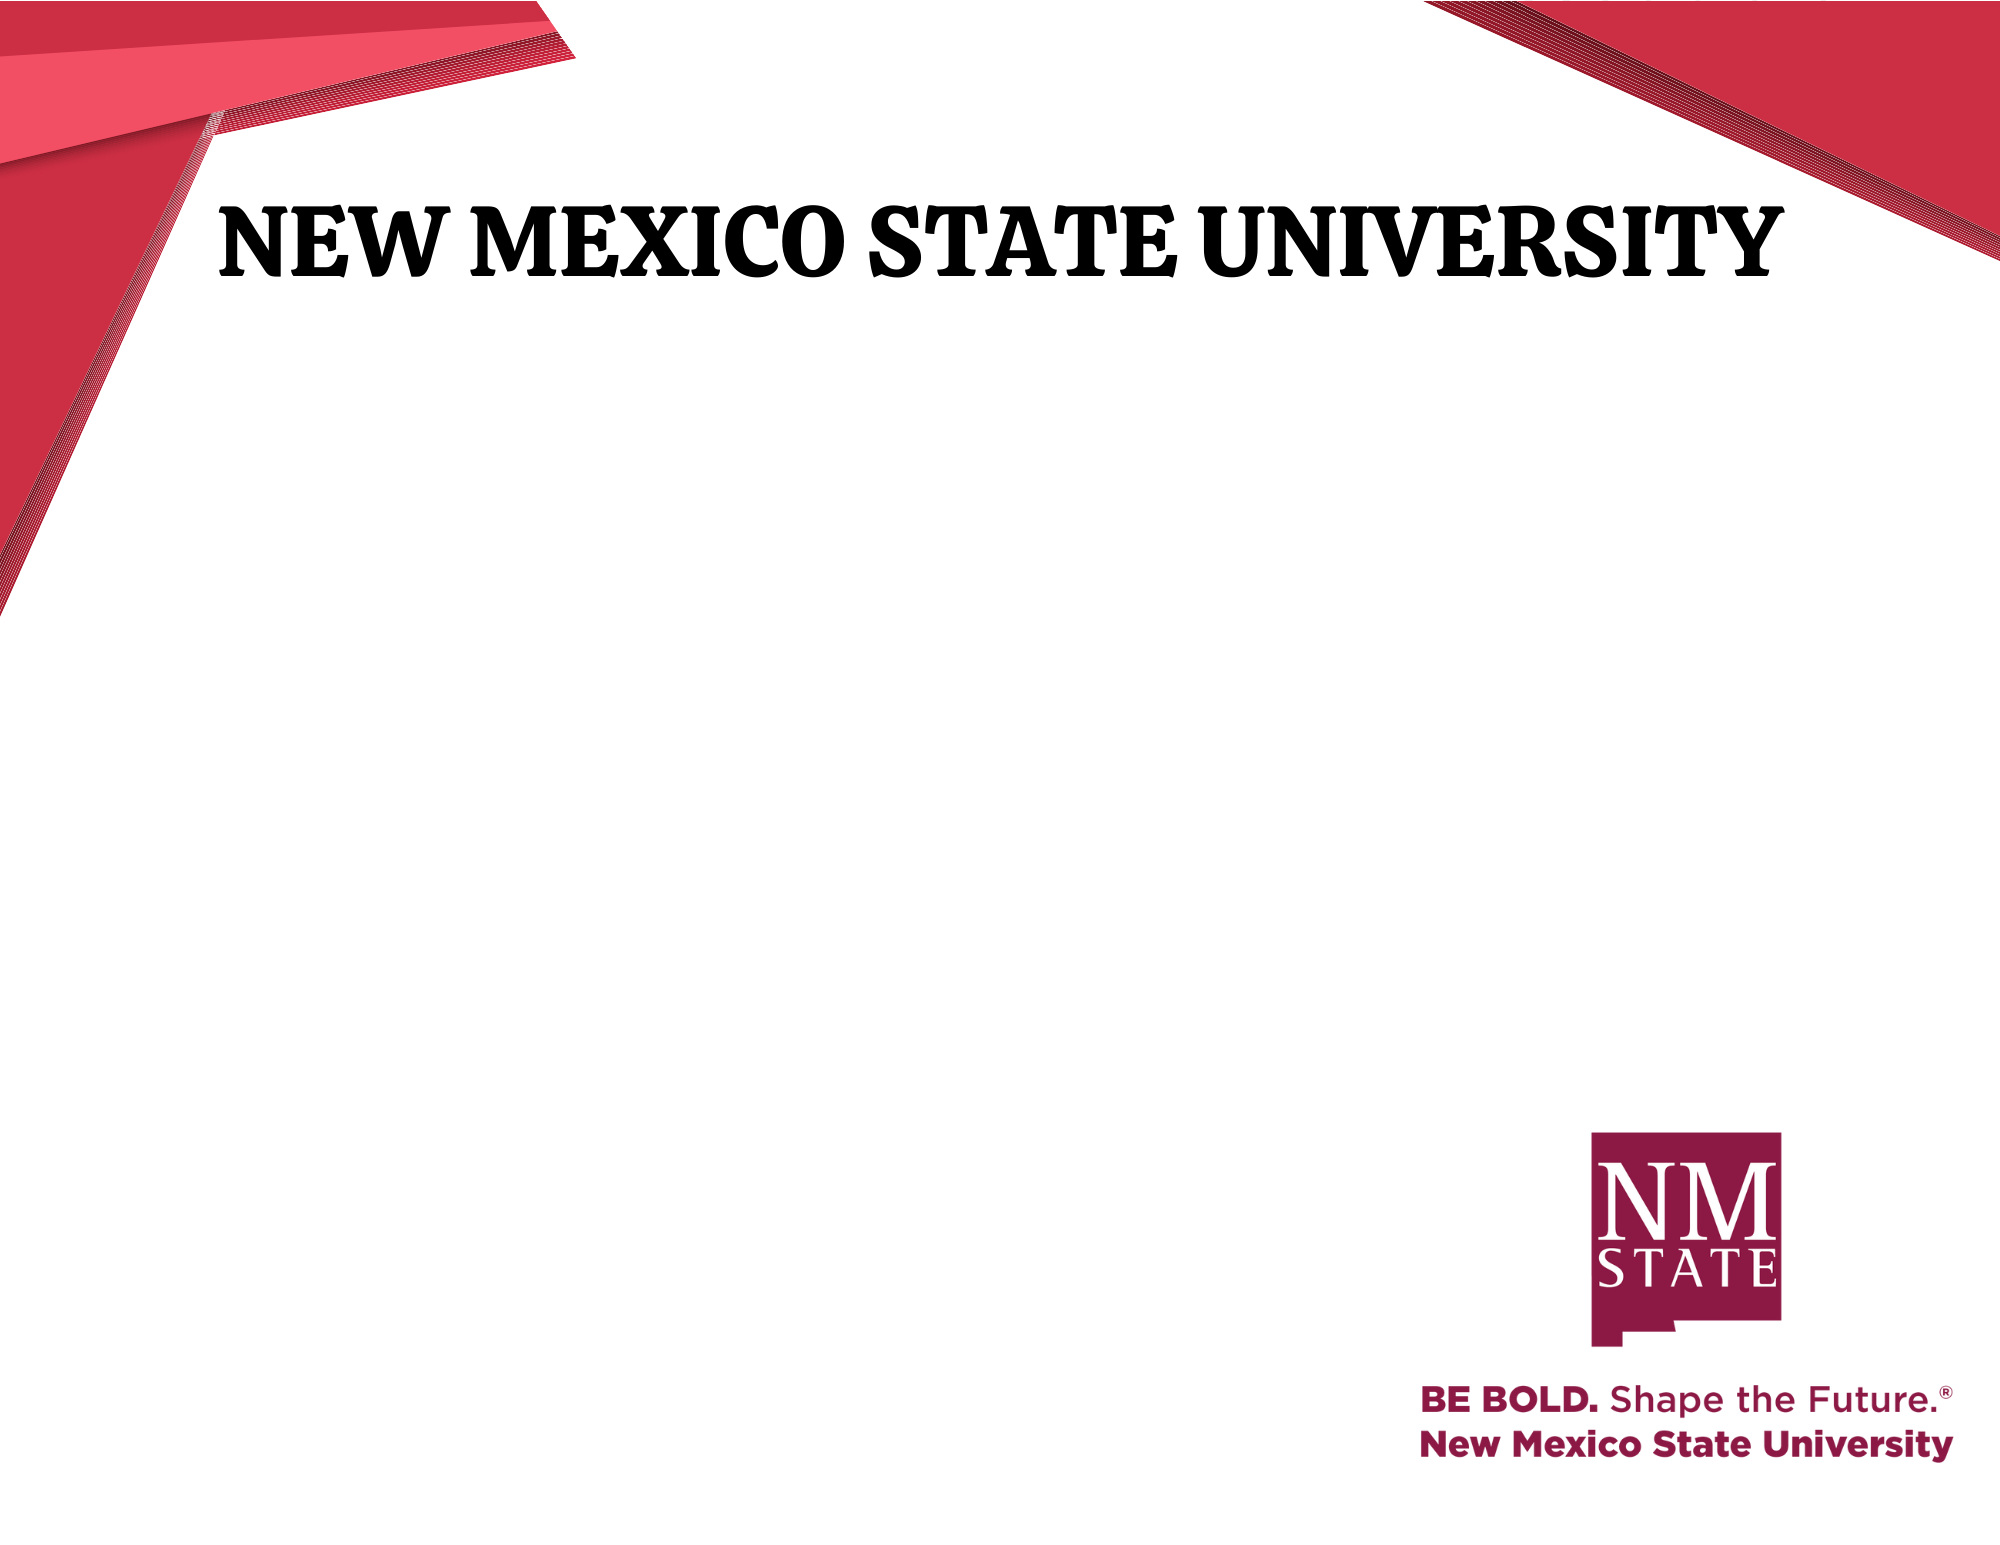 NEW MEXICO STATE UNIVERSITY
NM
STATE
BE BOLD. Shape the Future.®
New Mexico State University